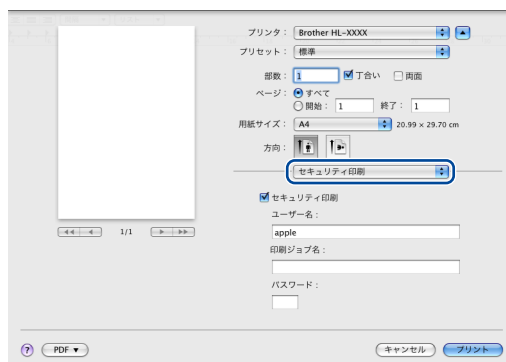 プリンタ： Brother HL-XXXX
プリセット： 標準
部数： 1 丁合い 両面
ページ： すべて
開始： 1 終了： 1
用紙サイズ： A4 20.99 × 29.70 cm
方向：
セキュリティ印刷
セキュリティ印刷
ユーザー名：
apple
印刷ジョブ名：
パスワード：
1/1
? PDF ▼ キャンセル プリント